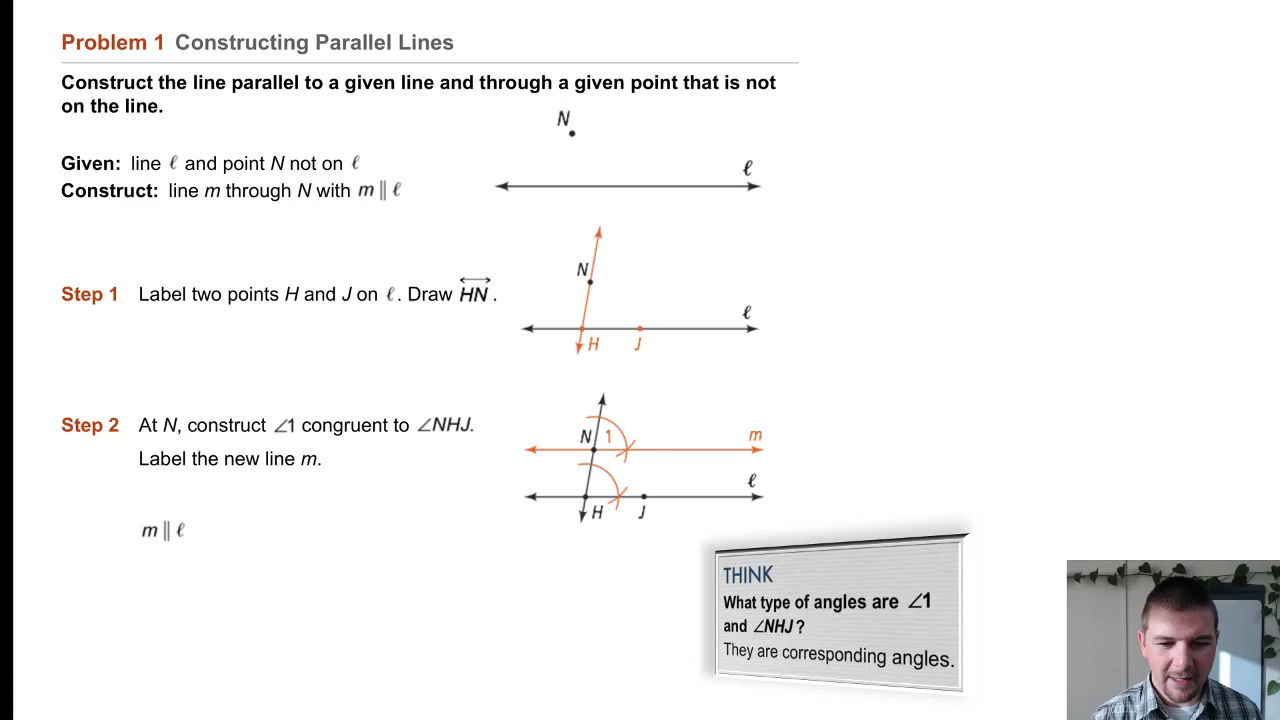 Problem 1 Constructing Parallel Lines
Construct the line parallel to a given line and through a given point that is not
on the line.
N
Given: line ℓ and point N not on ℓ
ℓ
Construct: line m through N with m ∥ ℓ
N
Step 1 Label two points H and J on ℓ. Draw HN.
ℓ
H J
Step 2 At N, construct ∠1 congruent to ∠NHJ.
N 1 m
Label the new line m.
ℓ
H J
m ∥ ℓ
THINK
What type of angles are ∠1
and ∠NHJ?
They are corresponding angles.